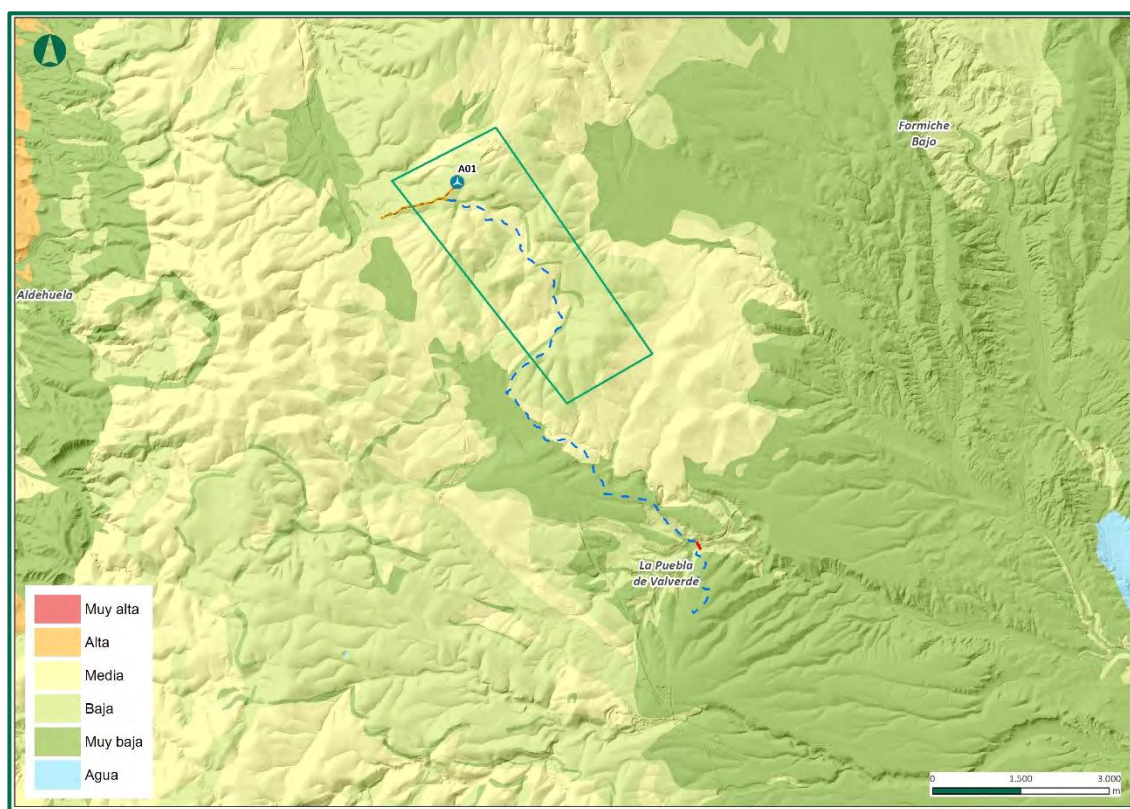 Formiche
Bajo
A01
Aldehuela
La Puebla
de Valverde
Muy alta
Alta
Media
Baja
Muy baja
Agua
0 1.500 3.000
m